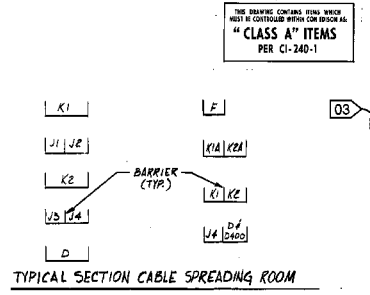 THIS DRAWING CONTAINS ITEMS WHICH
MUST BE CONTROLLED WITHIN CON EDISON AS:
"CLASS A" ITEMS
PER CI-240-1
K1
F
03
J1 J2
K1A K2A
K2
BARRIER
(TYP.)
K1 K2
J3 J4
J4 D&
D400
D
TYPICAL SECTION CABLE SPREADING ROOM